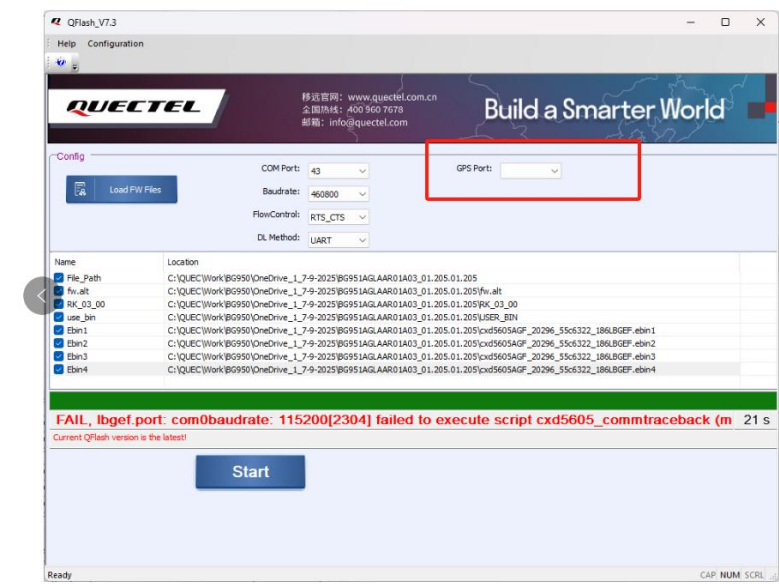 QFlash_V7.3
Help Configuration
QUECTEL
移远官网：www.quectel.com.cn
全国热线：400 960 7678
邮箱：info@quectel.com
Build a Smarter World
Config
Load FW Files
COM Port: 43
GPS Port:
Baudrate: 460800
FlowControl: RTS_CTS
DL Method: UART
Name Location
File_Path C:\QUEC\Work\BG950\OneDrive_1_7-9-2025\BG951AGLAAR01A03_01.205.01.205
fw.alt C:\QUEC\Work\BG950\OneDrive_1_7-9-2025\BG951AGLAAR01A03_01.205.01.205\fw.alt
RK_03_00 C:\QUEC\Work\BG950\OneDrive_1_7-9-2025\BG951AGLAAR01A03_01.205.01.205\RK_03_00
use_bin C:\QUEC\Work\BG950\OneDrive_1_7-9-2025\BG951AGLAAR01A03_01.205.01.205\USER_BIN
Ebin1 C:\QUEC\Work\BG950\OneDrive_1_7-9-2025\BG951AGLAAR01A03_01.205.01.205\cxd5605AGF_20296_55c6322_186LBGEF.ebin1
Ebin2 C:\QUEC\Work\BG950\OneDrive_1_7-9-2025\BG951AGLAAR01A03_01.205.01.205\cxd5605AGF_20296_55c6322_186LBGEF.ebin2
Ebin3 C:\QUEC\Work\BG950\OneDrive_1_7-9-2025\BG951AGLAAR01A03_01.205.01.205\cxd5605AGF_20296_55c6322_186LBGEF.ebin3
Ebin4 C:\QUEC\Work\BG950\OneDrive_1_7-9-2025\BG951AGLAAR01A03_01.205.01.205\cxd5605AGF_20296_55c6322_186LBGEF.ebin4
FAIL, lbgef.port: com0baudrate: 115200[2304] failed to execute script cxd5605_commtraceback (m 21 s
Current QFlash version is the latest!
Start
Ready CAP NUM SCRL